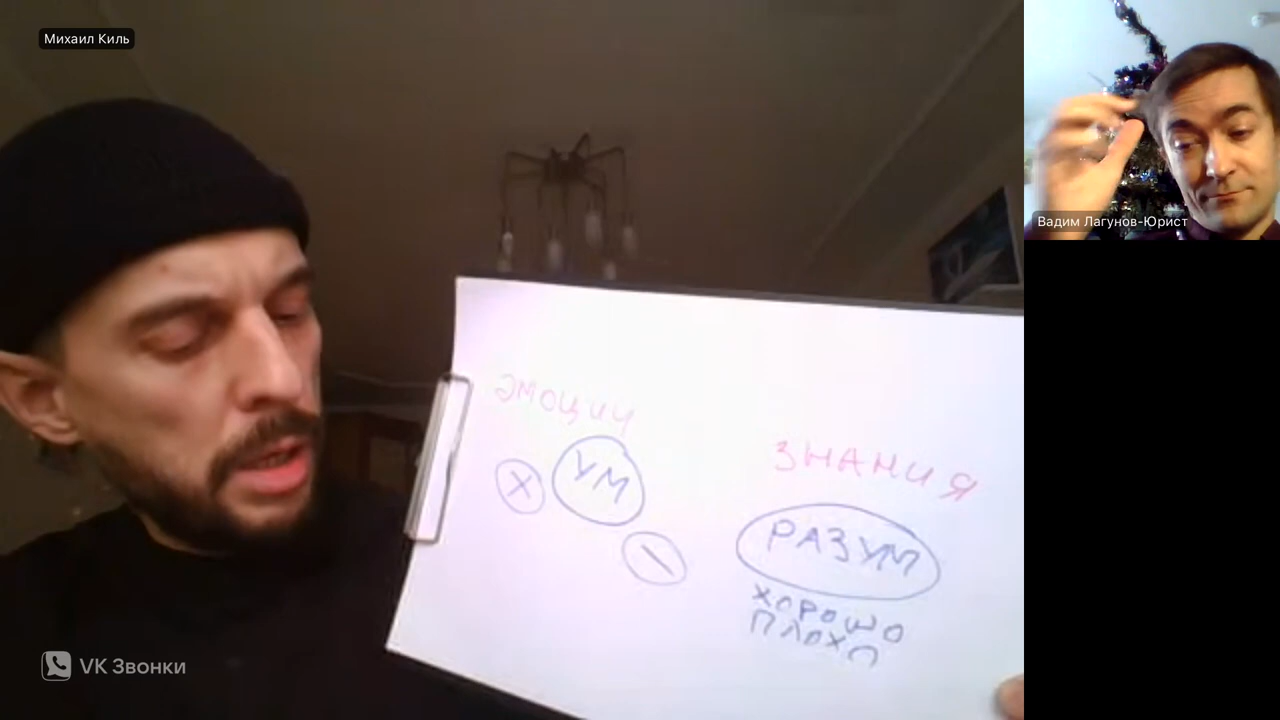 Михаил Киль
Вадим Лагунов-Юрист
ЭМОЦИИ
УМ
Х
ЗНАНИЯ
РАЗУМ
ХОРОШО
ПЛОХО
VK Звонки